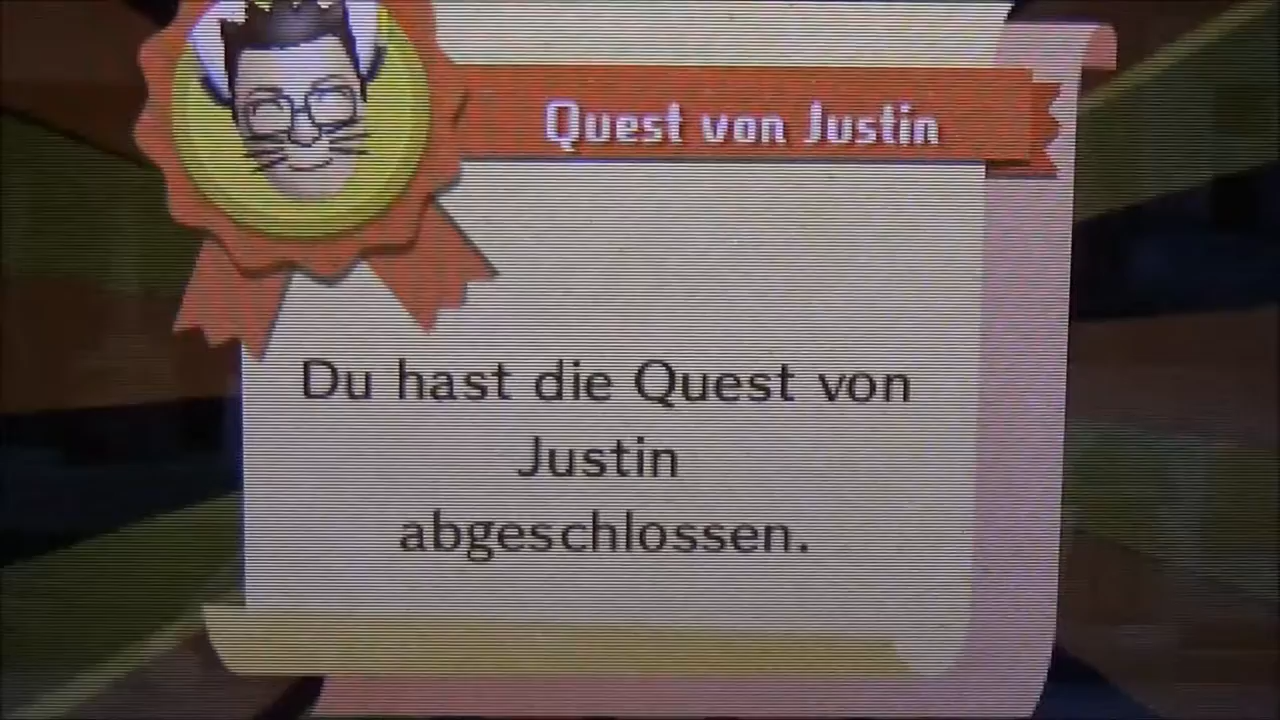 Quest von Justin
Du hast die Quest von
Justin
abgeschlossen.